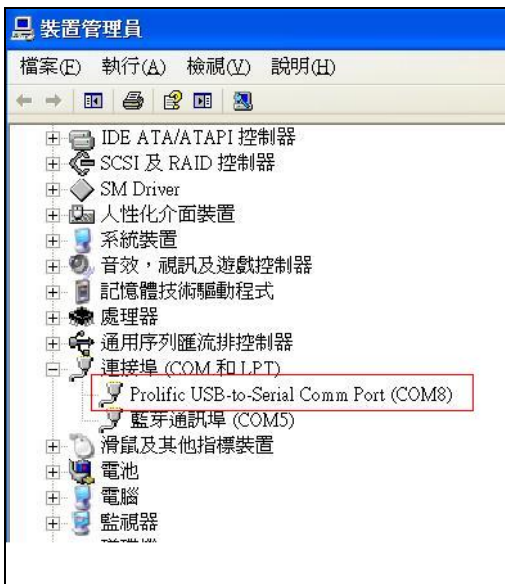 裝置管理員
檔案(F) 執行(A) 檢視(V) 說明(H)
IDE ATA/ATAPI 控制器
SCSI 及 RAID 控制器
SM Driver
人性化介面裝置
系統裝置
音效，視訊及遊戲控制器
記憶體技術驅動程式
處理器
通用序列匯流排控制器
連接埠 (COM 和 LPT)
Prolific USB-to-Serial Comm Port (COM8)
藍芽通訊埠 (COM5)
滑鼠及其他指標裝置
電池
電腦
監視器